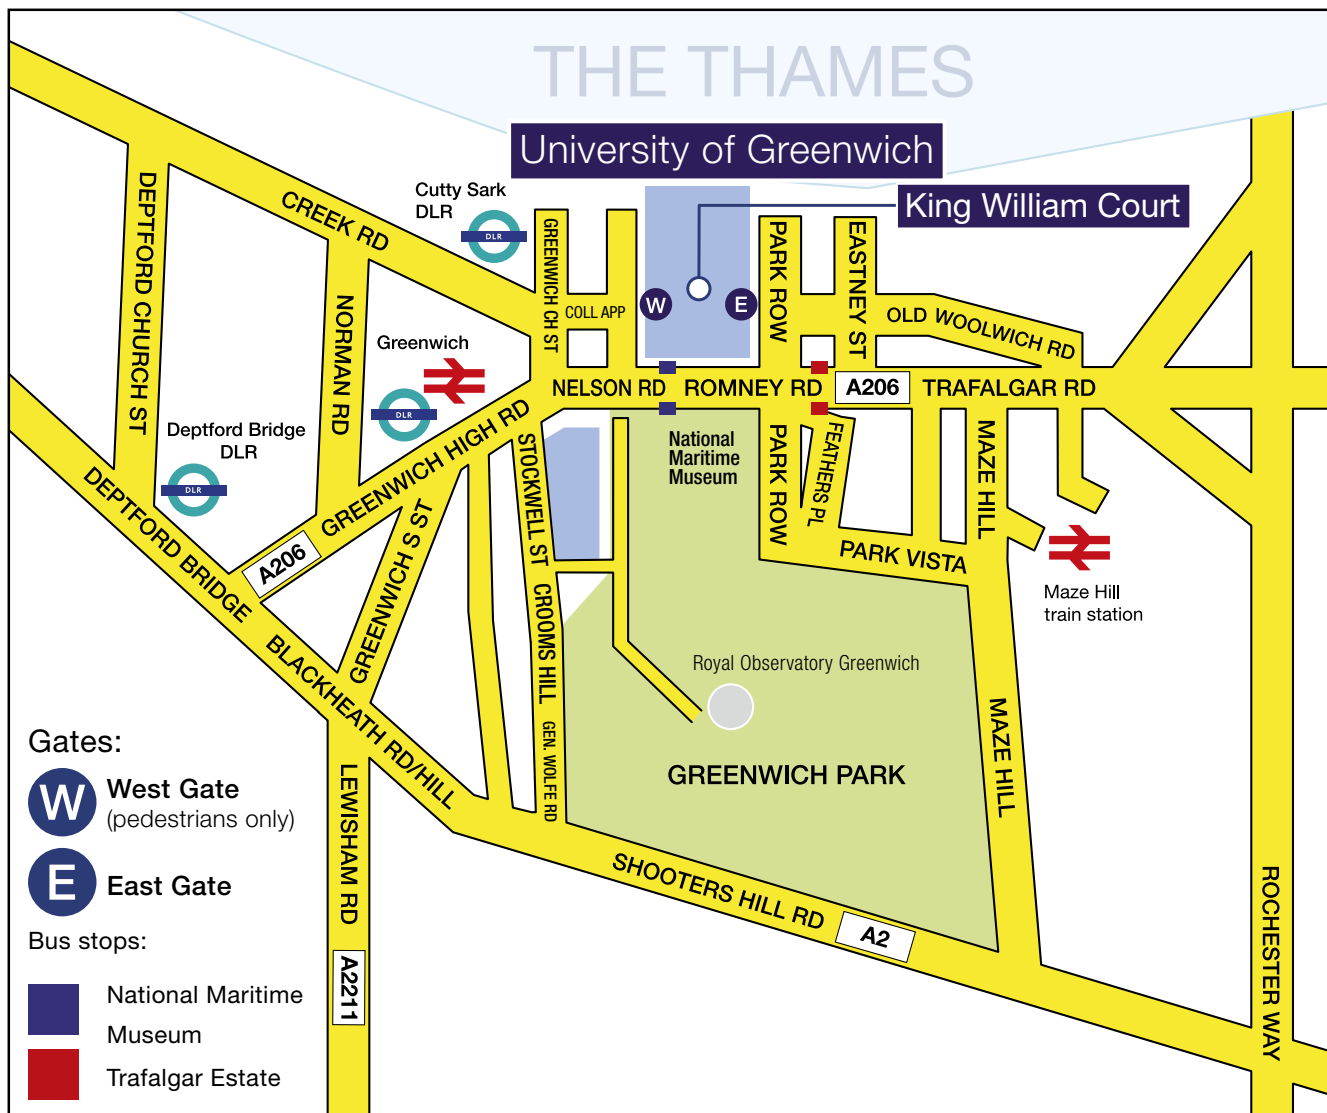 THE THAMES
University of Greenwich
King William Court
Cutty Sark
DLR
DLR
CREEK RD
DEPTFORD CHURCH ST
NORMAN RD
GREENWICH CH ST
COLL APP
W
E
PARK ROW
EASTNEY ST
OLD WOOLWICH RD
Greenwich
DLR
NELSON RD
ROMNEY RD
A206
TRAFALGAR RD
Deptford Bridge
DLR
DLR
GREENWICH HIGH RD
A206
DEPTFORD BRIDGE
GREENWICH S ST
STOCKWELL ST
CROOMS HILL
GEN. WOLFE RD
National
Maritime
Museum
PARK ROW
FEATHERS PL
MAZE HILL
PARK VISTA
Maze Hill
train station
BLACKHEATH RD/HILL
Royal Observatory Greenwich
GREENWICH PARK
MAZE HILL
LEWISHAM RD
A2211
SHOOTERS HILL RD
A2
ROCHESTER WAY
Gates:
W
West Gate
(pedestrians only)
E
East Gate
Bus stops:
National Maritime
Museum
Trafalgar Estate